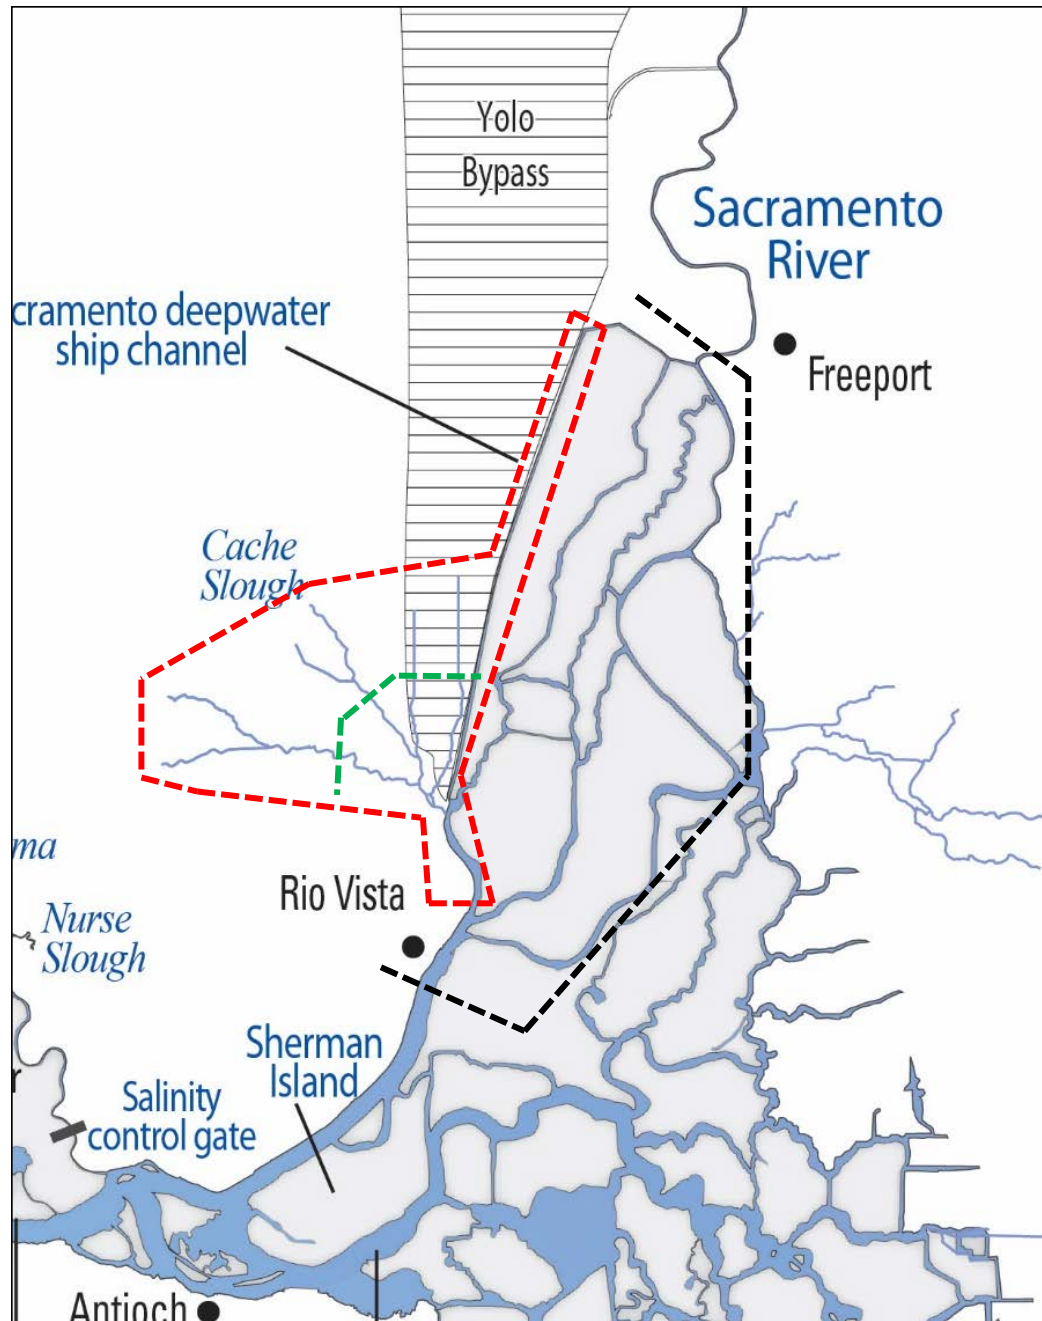 Yolo
Bypass
Sacramento
River
cramento deepwater
ship channel
Freeport
Cache
Slough
ma
Rio Vista
Nurse
Slough
Sherman
Island
r
Salinity
control gate
Antioch